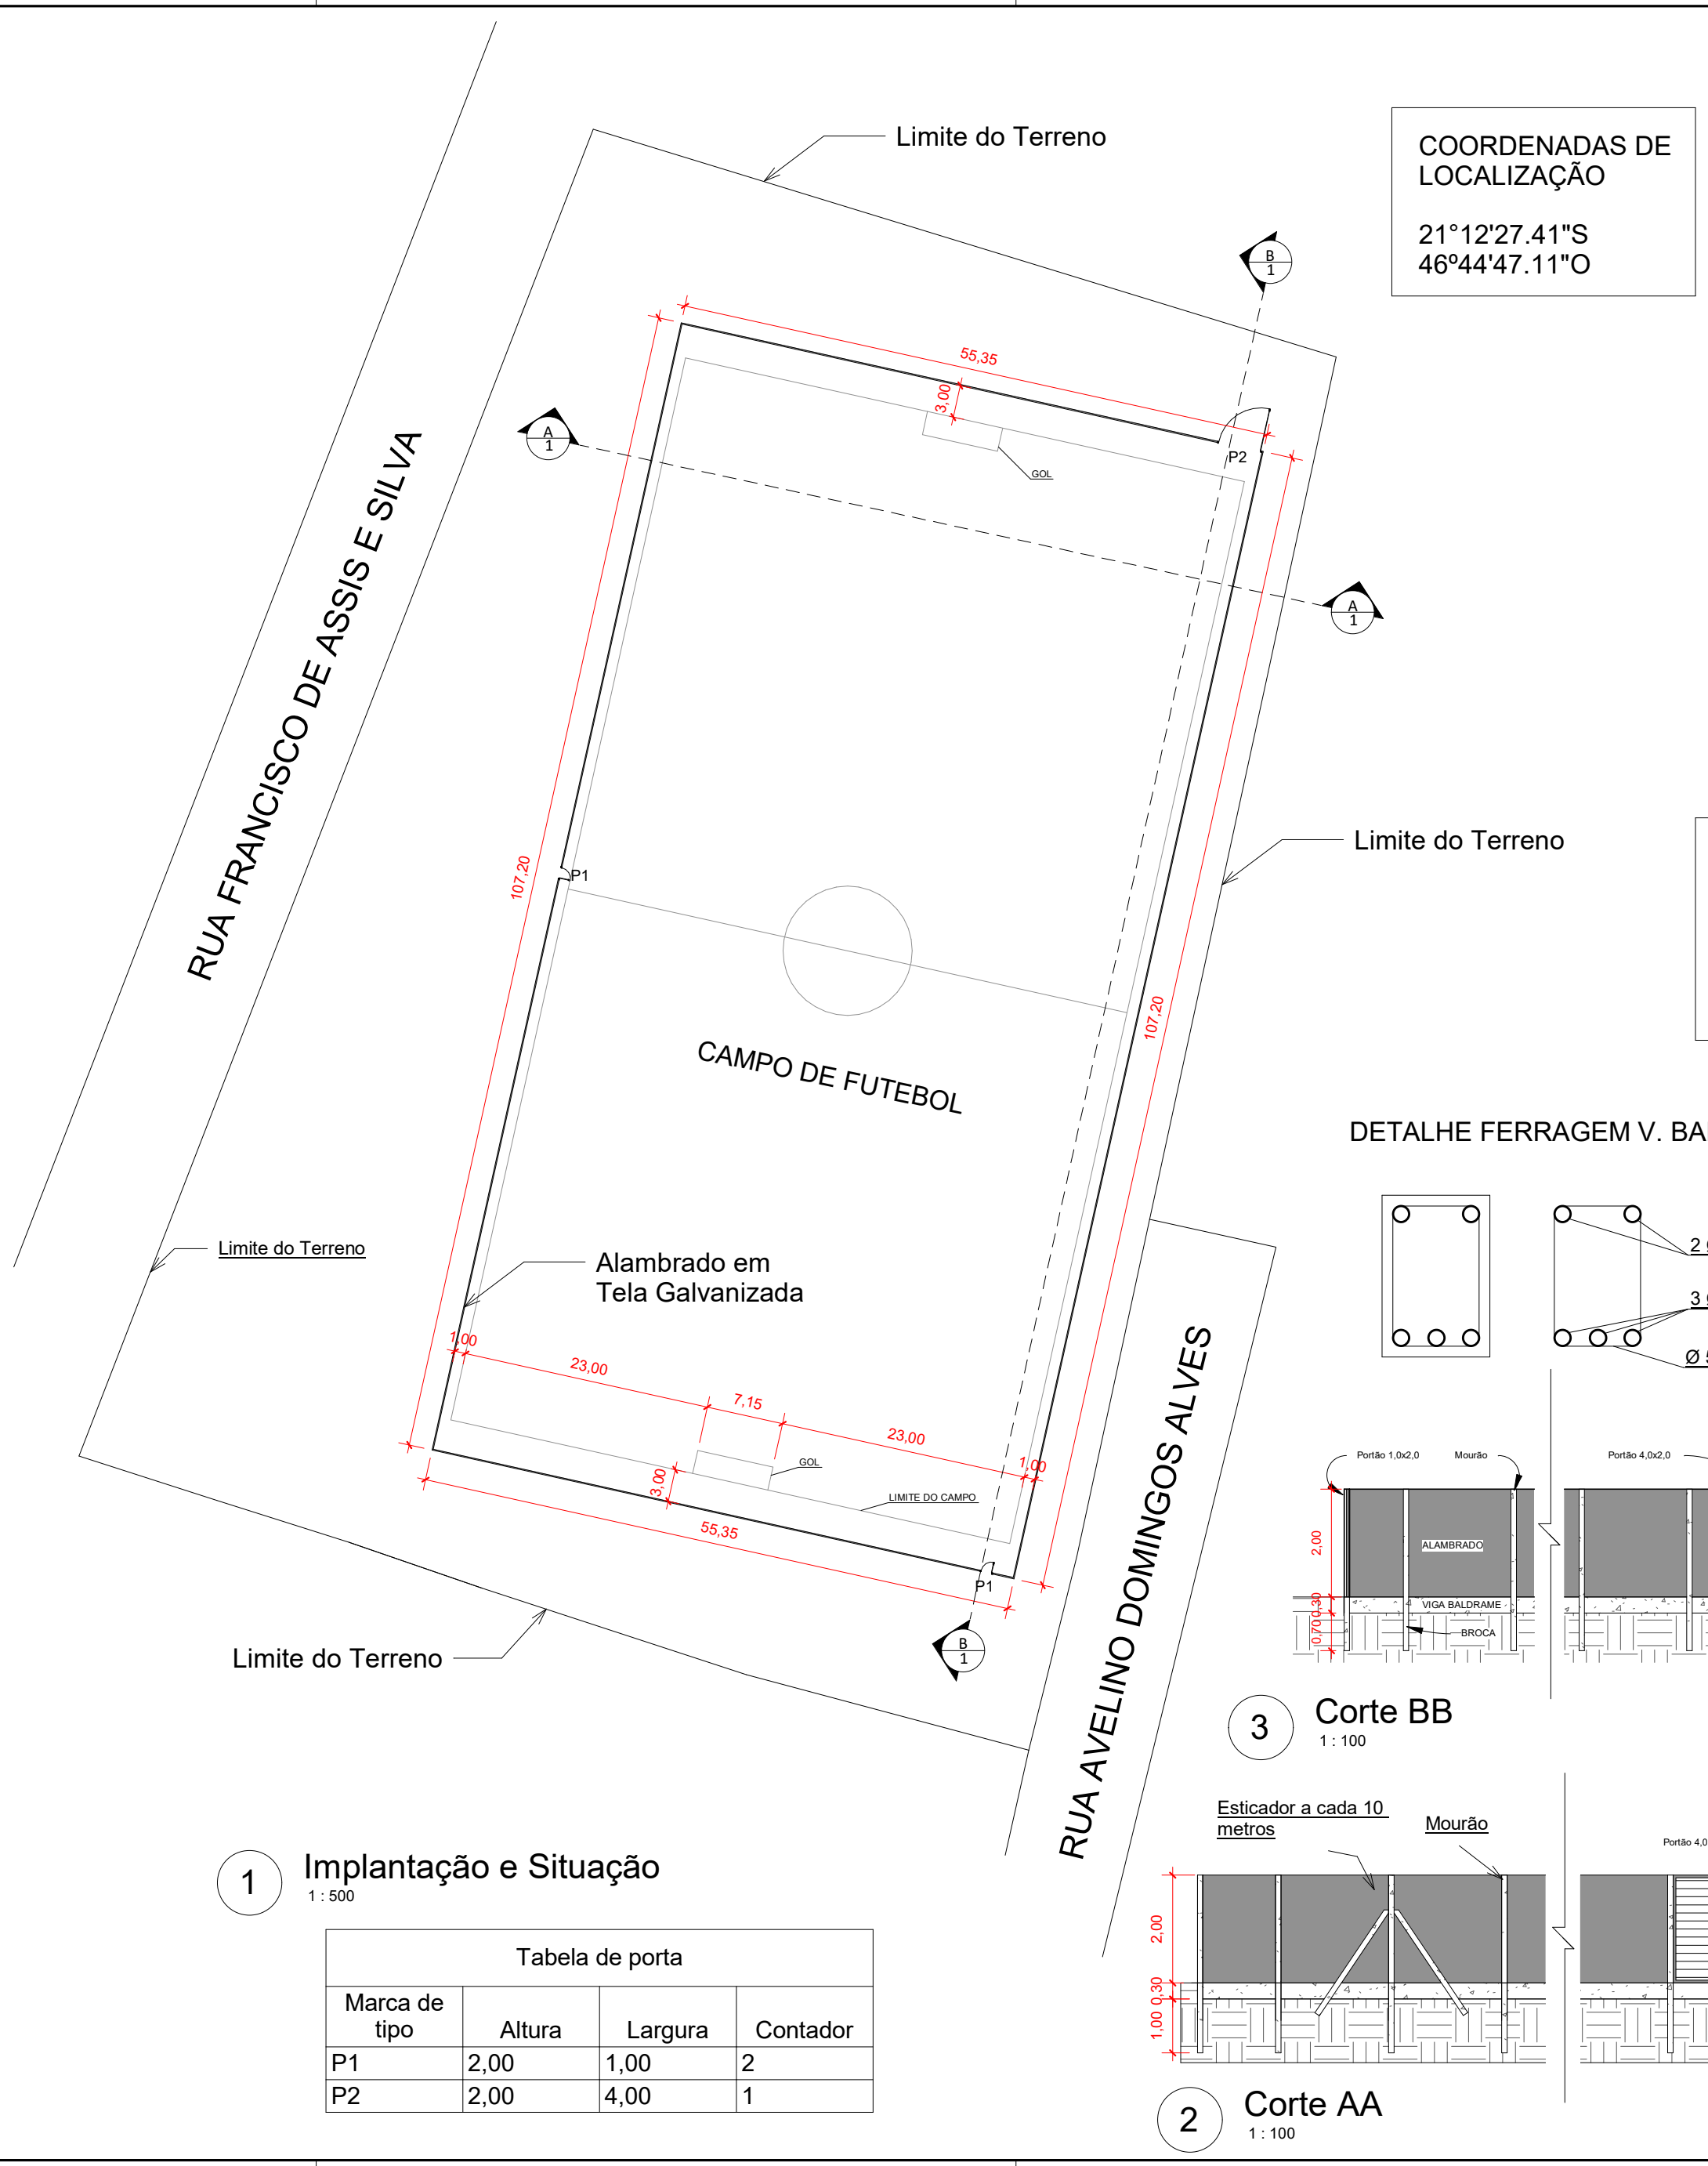 Limite do Terreno
COORDENADAS DE
LOCALIZAÇÃO
21°12'27.41"S
46º44'47.11"O
B
1
55,35
3,00
A
1
P2
GOL
RUA FRANCISCO DE ASSIS E SILVA
A
1
Limite do Terreno
107,20
P1
107,20
CAMPO DE FUTEBOL
DETALHE FERRAGEM V. BA
2
3
Ø
Limite do Terreno
Alambrado em
Tela Galvanizada
1,00
23,00
7,15
23,00
1,00
GOL
3,00
LIMITE DO CAMPO
55,35
P1
B
1
RUA AVELINO DOMINGOS ALVES
Limite do Terreno
Portão 1,0x2,0
Mourão
Portão 4,0x2,0
2,00
ALAMBRADO
0,30
VIGA BALDRAME
0,70
BROCA
3
Corte BB
1 : 100
Esticador a cada 10
metros
Mourão
Portão 4,0
2,00
0,30
1,00
2
Corte AA
1 : 100
1
Implantação e Situação
1 : 500
Tabela de porta
Marca de
tipo Altura Largura Contador
P1 2,00 1,00 2
P2 2,00 4,00 1